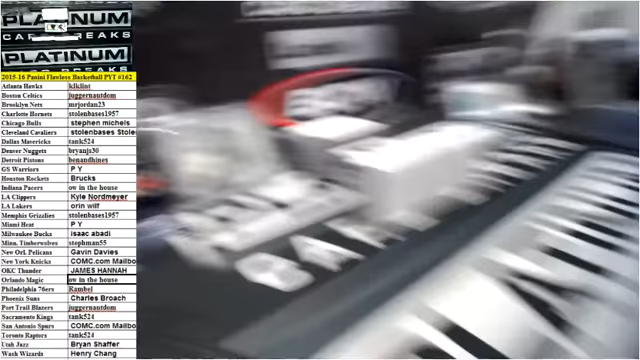 PLATINUM
CARD BREAKS
PLATINUM
2015-16 Panini Flawless Basketball PYT #162
Atlanta Hawks klklint
Boston Celtics juggernautdom
Brooklyn Nets mrjordan23
Charlotte Hornets stolenbases1957
Chicago Bulls stephen michels
Cleveland Cavaliers stolenbases Stole
Dallas Mavericks tank524
Denver Nuggets bryanjs30
Detroit Pistons benandhines
GS Warriors P Y
Houston Rockets Brucks
Indiana Pacers ow in the house
LA Clippers Kyle Nordmeyer
LA Lakers orin wilf
Memphis Grizzlies stolenbases1957
Miami Heat P Y
Milwaukee Bucks isaac abadi
Minn. Timberwolves stephman55
New Orl. Pelicans Gavin Davies
New York Knicks COMC.com Mailbo
OKC Thunder JAMES HANNAH
Orlando Magic ow in the house
Philadelphia 76ers Rambel
Phoenix Suns Charles Broach
Port Trail Blazers juggernautdom
Sacramento Kings tank524
San Antonio Spurs COMC.com Mailbo
Toronto Raptors tank524
Utah Jazz Bryan Shaffer
Wash Wizards Henry Chang